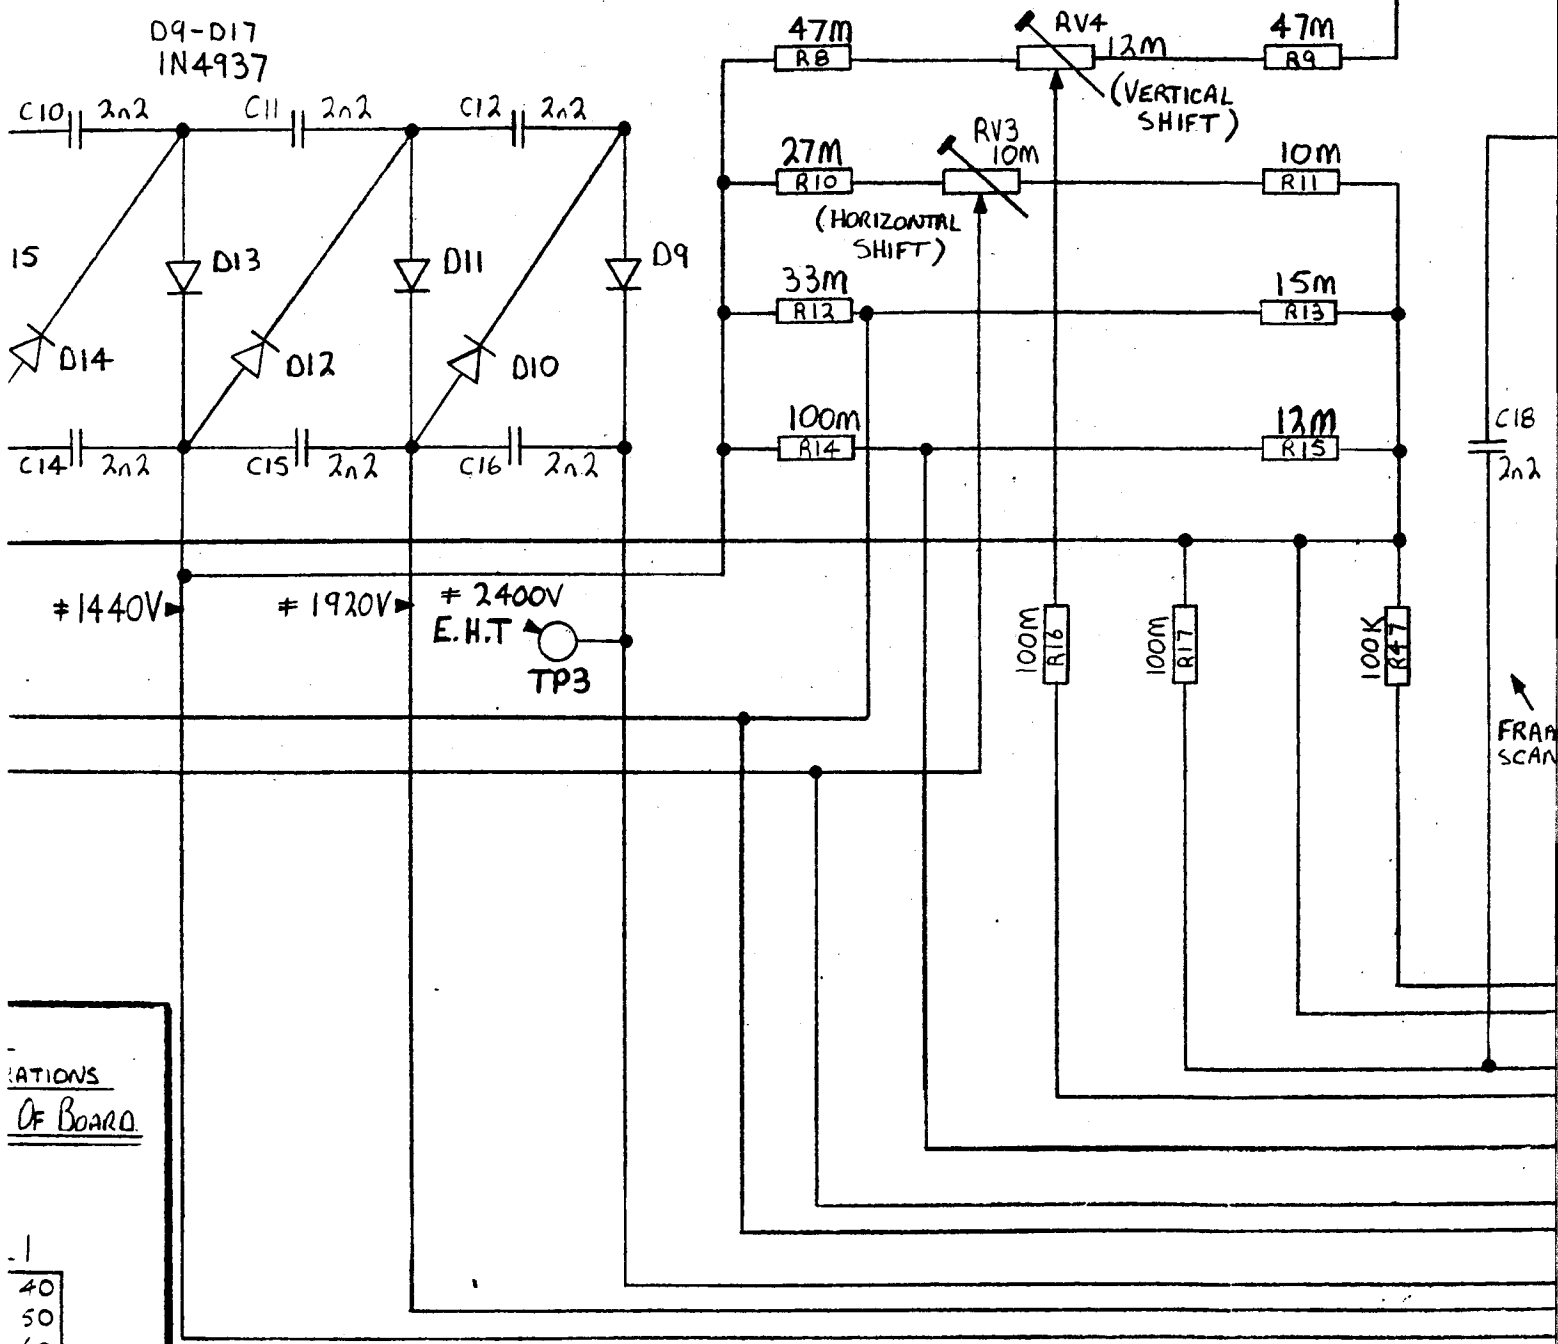 D9-D17
1N4937
C10 2n2
C11 2n2
C12 2n2
15
D14
D13
D12
D11
D10
D9
C14 2n2
C15 2n2
C16 2n2
≠1440V
≠ 1920V
≠ 2400V
E.H.T
TP3
47M
R8
RV4
12M
(VERTICAL
SHIFT)
47M
R9
27M
R10
RV3
10M
(HORIZONTAL
SHIFT)
10M
R11
33M
R12
15M
R13
100M
R14
12M
R15
100M
R16
100M
R17
100K
R47
C18
2n2
SCAN
ATIONS
OF BOARD
1
40
50